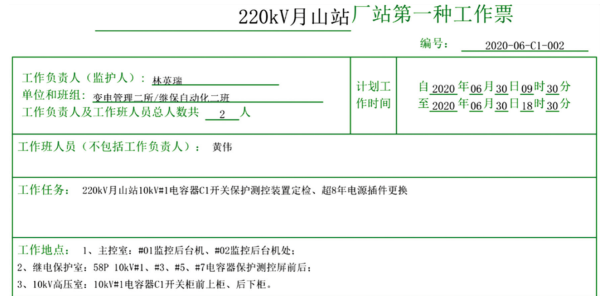 220kV月山站厂站第一种工作票
编号： 2020-06-C1-002
工作负责人（监护人）： 林英瑞
单位和班组： 变电管理二所/继保自动化二班
工作负责人及工作班人员总人数共 2 人
计划工作时间
自 2020 年 06 月 30 日 09 时 30 分
至 2020 年 06 月 30 日 18 时 30 分
工作班人员（不包括工作负责人）： 黄伟
工作任务： 220kV月山站10kV#1电容器C1开关保护测控装置定检、超8年电源插件更换
工作地点： 1、主控室：#01监控后台机、#02监控后台机处；
2、继电保护室：58P 10kV#1、#3、#5、#7电容器保护测控屏前后；
3、10kV高压室：10kV#1电容器C1开关柜前上柜、后下柜。